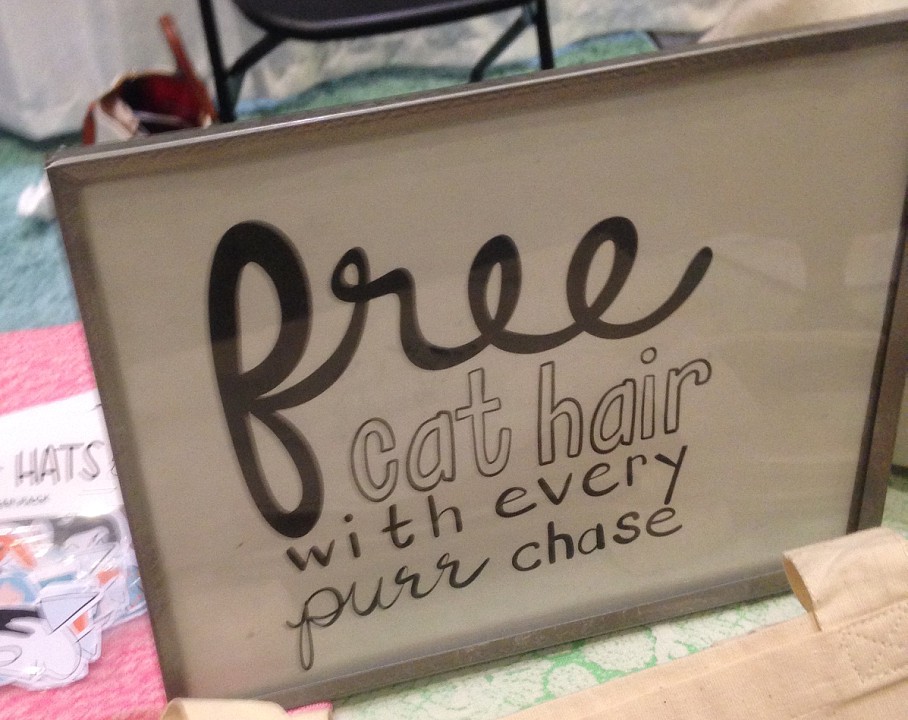 free
cat hair
with every
purr chase
HATS